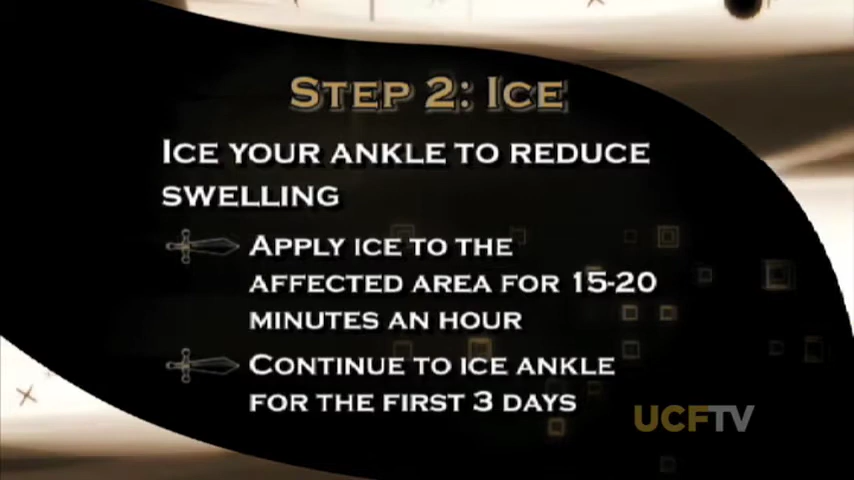 STEP 2: ICE
ICE YOUR ANKLE TO REDUCE
SWELLING
APPLY ICE TO THE
AFFECTED AREA FOR 15-20
MINUTES AN HOUR
CONTINUE TO ICE ANKLE
FOR THE FIRST 3 DAYS
UCFTV